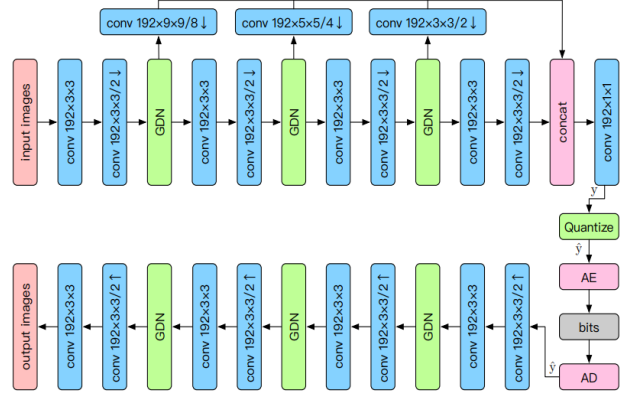 conv 192×9×9/8↓
conv 192×5×5/4↓
conv 192×3×3/2↓
input images
conv 192×3×3
conv 192×3×3/2↓
GDN
conv 192×3×3
conv 192×3×3/2↓
GDN
conv 192×3×3
conv 192×3×3/2↓
GDN
conv 192×3×3
conv 192×3×3/2↓
concat
conv 192×1×1
y
Quantize
ŷ
AE
bits
ŷ
AD
output images
conv 192×3×3
conv 192×3×3/2↑
GDN
conv 192×3×3
conv 192×3×3/2↑
GDN
conv 192×3×3
conv 192×3×3/2↑
GDN
conv 192×3×3
conv 192×3×3/2↑